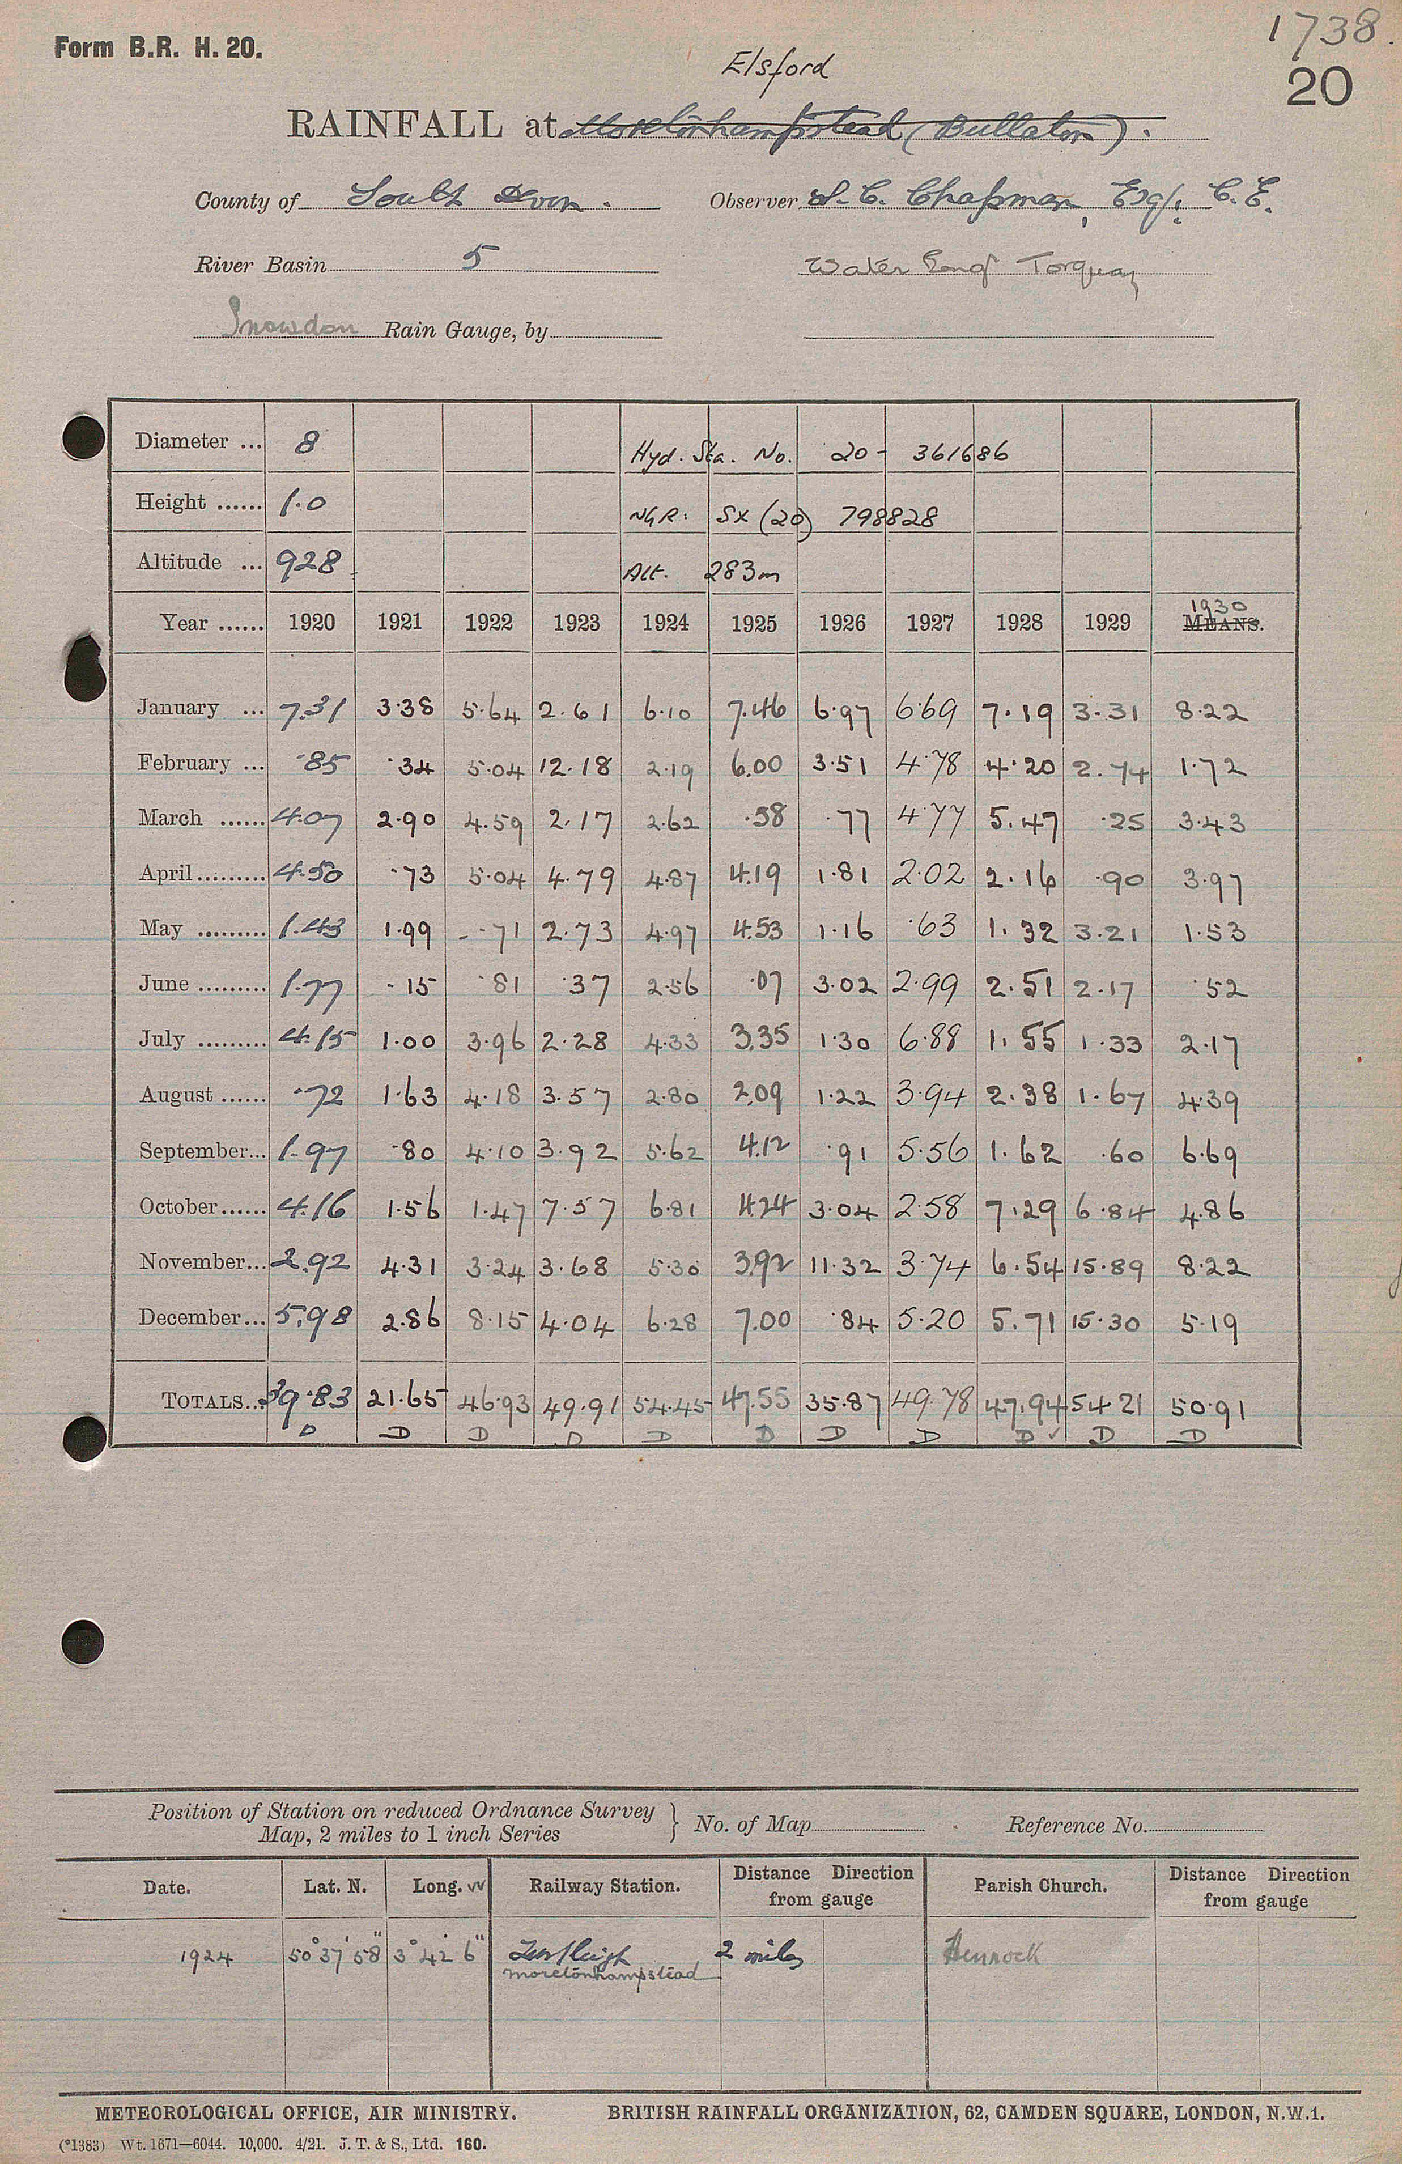 1738.
Form B.R. H. 20.
20
Elsford
RAINFALL at Moretonhampstead (Bullaton).
County of South Devon. Observer S. C. Chapman, Esq., C.E.
River Basin 5 Water Engr Torquay
Snowdon Rain Gauge, by
Diameter ... 8 Hyd. Sta. No. 20- 361686
Height ...... 1.0 NGR: SX (20) 798828
Altitude ... 928 Alt. 283m
1930
Year ...... 1920 1921 1922 1923 1924 1925 1926 1927 1928 1929 MEANS.
January ... 7.31 3.38 5.64 2.61 6.10 7.46 6.97 6.69 7.19 3.31 8.22
February ... .85 .34 5.04 12.18 2.19 6.00 3.51 4.78 4.20 2.74 1.72
March ...... 4.07 2.90 4.59 2.17 2.62 .58 .77 4.77 5.47 .25 3.43
April ......... 4.50 .73 5.04 4.79 4.87 4.19 1.81 2.02 2.16 .90 3.97
May ......... 1.43 1.99 .71 2.73 4.97 4.53 1.16 .63 1.32 3.21 1.53
June ......... 1.77 .15 .81 .37 2.56 .07 3.02 2.99 2.51 2.17 .52
July ......... 4.15 1.00 3.96 2.28 4.33 3.35 1.30 6.88 1.55 1.33 2.17
August ...... .72 1.63 4.18 3.57 2.80 2.09 1.22 3.94 2.38 1.67 4.39
September... 1.97 .80 4.10 3.92 5.62 4.12 .91 5.56 1.62 .60 6.69
October ...... 4.16 1.56 1.47 7.57 6.81 4.24 3.04 2.58 7.29 6.84 4.86
November... 2.92 4.31 3.24 3.68 5.30 3.92 11.32 3.74 6.54 15.89 8.22
December... 5.98 2.86 8.15 4.04 6.28 7.00 .84 5.20 5.71 15.30 5.19
TOTALS... 39.83 21.65 46.93 49.91 54.45 47.55 35.87 49.78 47.94 54.21 50.91
D D D D D D D D D ✓ D D
Position of Station on reduced Ordnance Survey
Map, 2 miles to 1 inch Series } No. of Map Reference No.
Date. Lat. N. Long. W Railway Station. Distance Direction from gauge Parish Church. Distance Direction from gauge
1924 50° 37' 58" 3° 42' 6" Lustleigh 2 miles Hennock
Moretonhampstead
METEOROLOGICAL OFFICE, AIR MINISTRY. BRITISH RAINFALL ORGANIZATION, 62, CAMDEN SQUARE, LONDON, N.W.1.
(*1383) Wt. 1671—6044. 10,000. 4/21. J. T. & S., Ltd. 160.